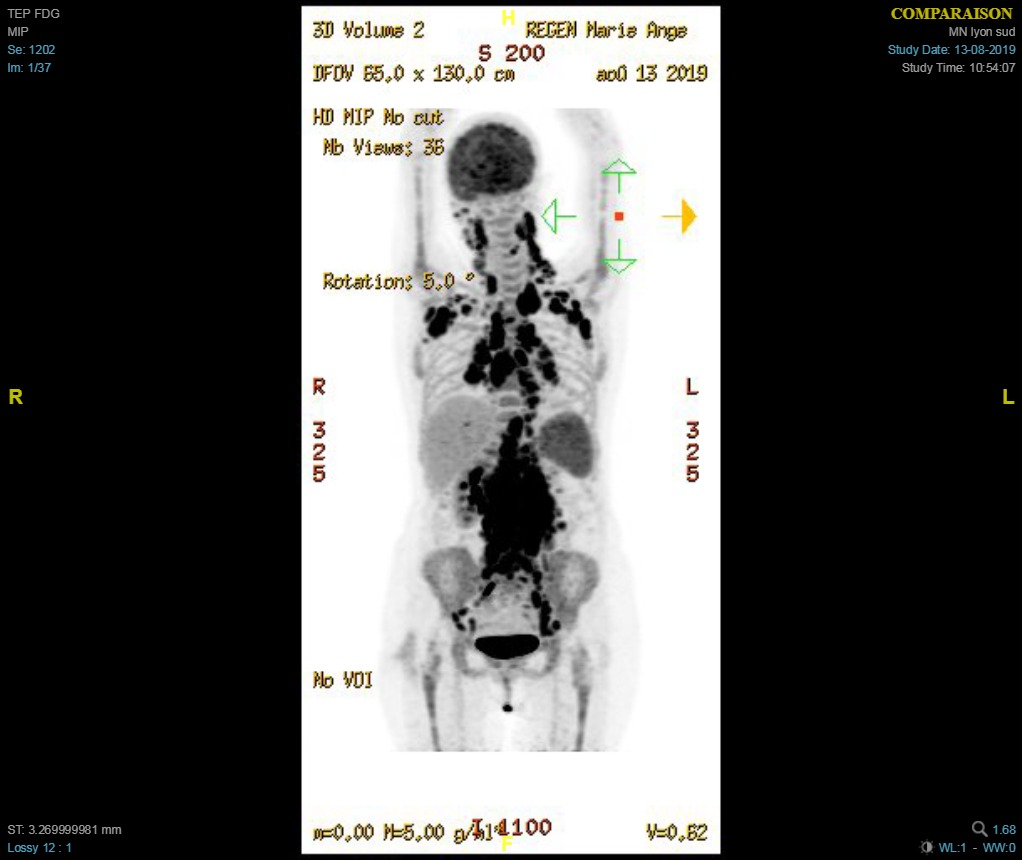 TEP FDG
MIP
Se: 1202
Im: 1/37
COMPARAISON
MN lyon sud
Study Date: 13-08-2019
Study Time: 10:54:07
H
3D Volume 2
REGEN Marie Ange
S 200
DFOV 65.0 x 130.0 cm
aoû 13 2019
HD MIP No cut
Nb Views: 36
Rotation: 5.0 °
R
L
R
L
3
2
5
3
2
5
No VOI
m=0.00 M=5.00 g/ml
I 1100
V=0.62
F
ST: 3.269999981 mm
Lossy 12 : 1
1.68
WL:1 - WW:0